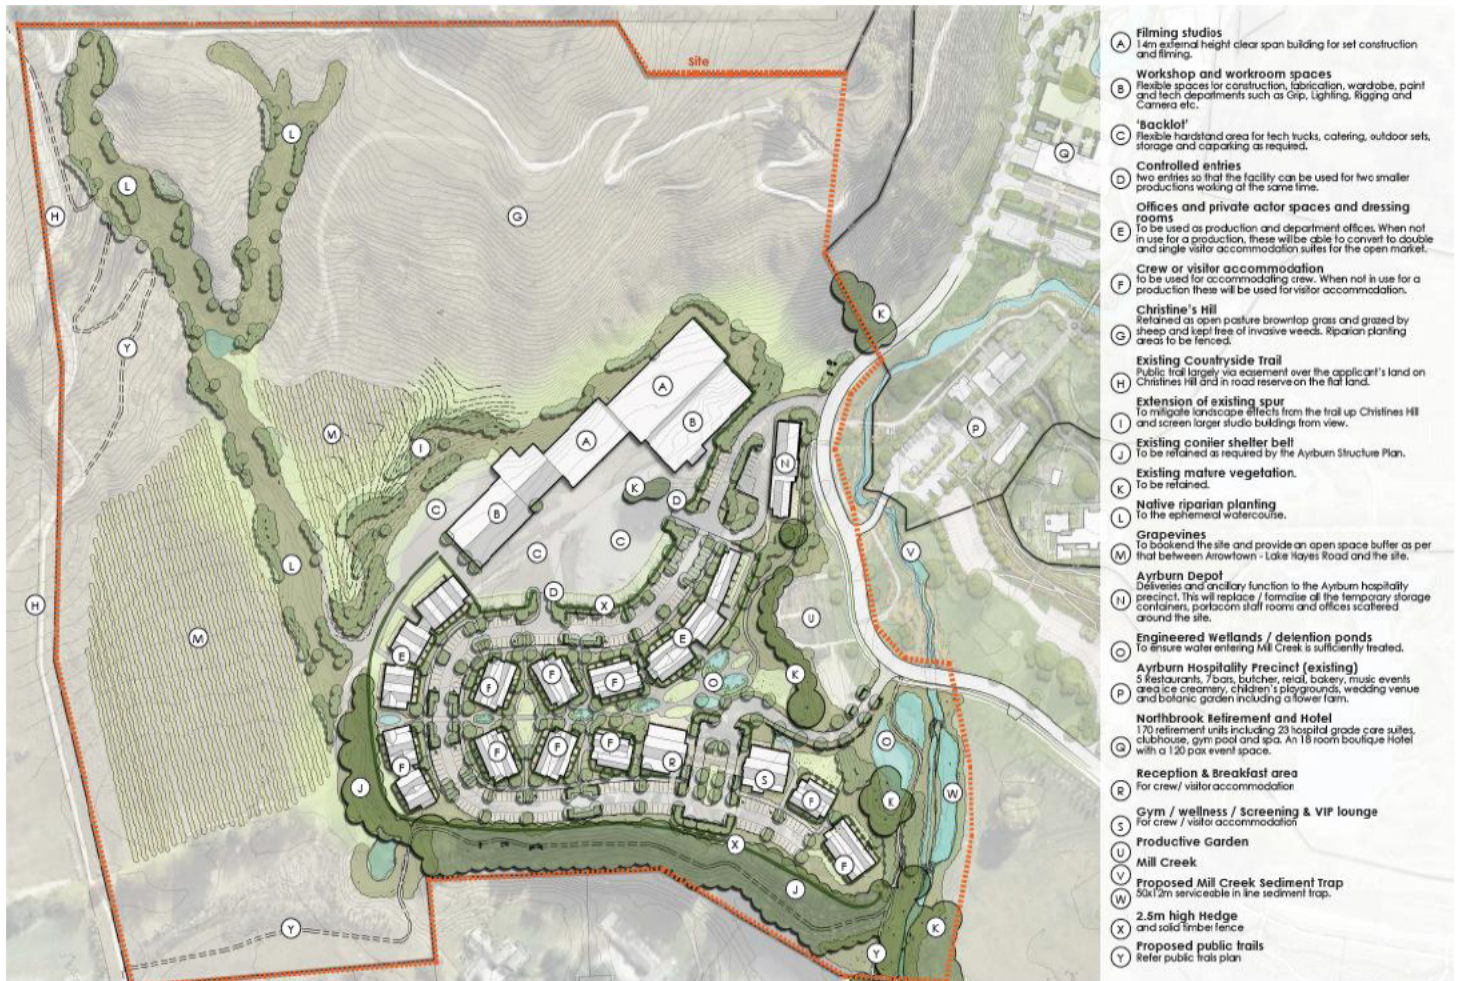 Site
A
Filming studios
14m external height clear span building for set construction
and filming.
B
Workshop and workroom spaces
Flexible spaces for construction, fabrication, wardrobe, paint
and tech departments such as Grip, Lighting, Rigging and
Camera etc.
C
'Backlot'
Flexible hardstand area for tech trucks, catering, outdoor sets,
storage and carparking as required.
D
Controlled entries
two entries so that the facility can be used for two smaller
productions working at the same time.
E
Offices and private actor spaces and dressing
rooms
To be used as production and department offices. When not
in use for a production, these will be able to convert to double
and single visitor accommodation suites for the open market.
F
Crew or visitor accommodation
to be used for accommodating crew. When not in use for a
production these will be used for visitor accommodation.
G
Christine's Hill
Retained as open pasture browntop grass and grazed by
sheep and kept free of invasive weeds. Riparian planting
areas to be fenced.
H
Existing Countryside Trail
Public trail largely via easement over the applicant's land on
Christines Hill and in road reserve on the flat land.
I
Extension of existing spur
To mitigate landscape effects from the trail up Christines Hill
and screen larger studio buildings from view.
J
Existing conifer shelter belt
To be retained as required by the Ayrburn Structure Plan.
K
Existing mature vegetation.
To be retained.
L
Native riparian planting
To the ephemeral watercourse.
M
Grapevines
To bookend the site and provide an open space buffer as per
that between Arrowtown - Lake Hayes Road and the site.
N
Ayrburn Depot
Deliveries and ancillary function to the Ayrburn hospitality
precinct. This will replace / formalise all the temporary storage
containers, portacom staff rooms and offices scattered
around the site.
O
Engineered Wetlands / detention ponds
To ensure water entering Mill Creek is sufficiently treated.
P
Ayrburn Hospitality Precinct (existing)
5 Restaurants, 7 bars, butcher, retail, bakery, music events
area ice creamery, children's playgrounds, wedding venue
and botanic garden including a flower farm.
Q
Northbrook Retirement and Hotel
170 retirement units including 23 hospital grade care suites,
clubhouse, gym pool and spa. An 18 room boutique Hotel
with a 120 pax event space.
R
Reception & Breakfast area
For crew/ visitor accommodation
S
Gym / wellness / Screening & VIP lounge
For crew / visitor accommodation
U
Productive Garden
V
Mill Creek
W
Proposed Mill Creek Sediment Trap
50x12m serviceable in line sediment trap.
X
2.5m high Hedge
and solid timber fence
Y
Proposed public trails
Refer public trails plan
L
L
H
G
Q
K
Y
M
I
A
B
A
P
N
K
D
B
C
C
C
V
L
D
X
H
U
M
E
E
K
F
F
F
O
F
F
F
F
R
O
S
J
F
K
W
X
F
J
Y
K
Y